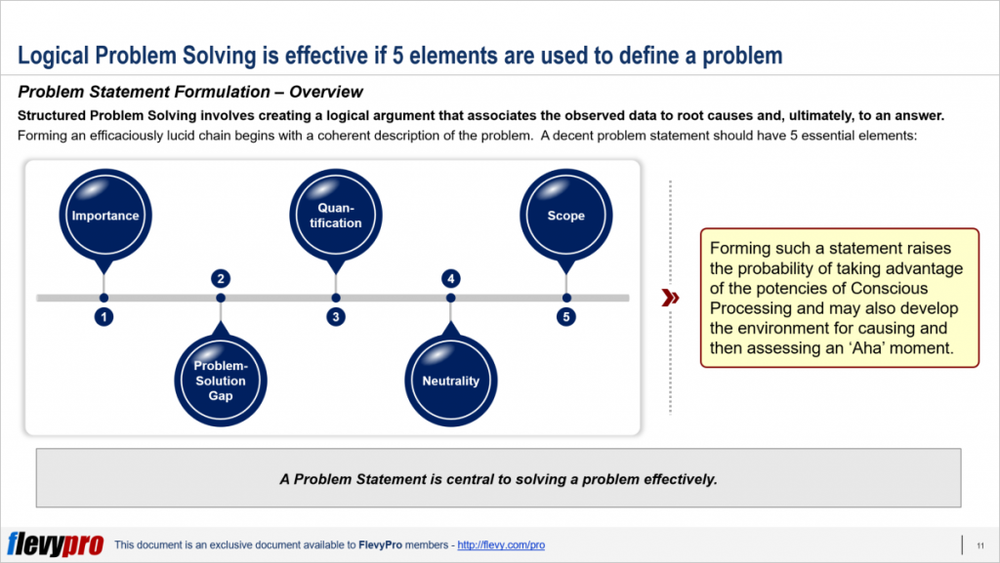 Logical Problem Solving is effective if 5 elements are used to define a problem
Problem Statement Formulation – Overview
Structured Problem Solving involves creating a logical argument that associates the observed data to root causes and, ultimately, to an answer.
Forming an efficaciously lucid chain begins with a coherent description of the problem.  A decent problem statement should have 5 essential elements:
Importance
1
2
Problem-
Solution
Gap
Quan-
tification
3
4
Neutrality
Scope
5
»
Forming such a statement raises
the probability of taking advantage
of the potencies of Conscious
Processing and may also develop
the environment for causing and
then assessing an ‘Aha’ moment.
A Problem Statement is central to solving a problem effectively.
flevypro
This document is an exclusive document available to FlevyPro members - http://flevy.com/pro
11